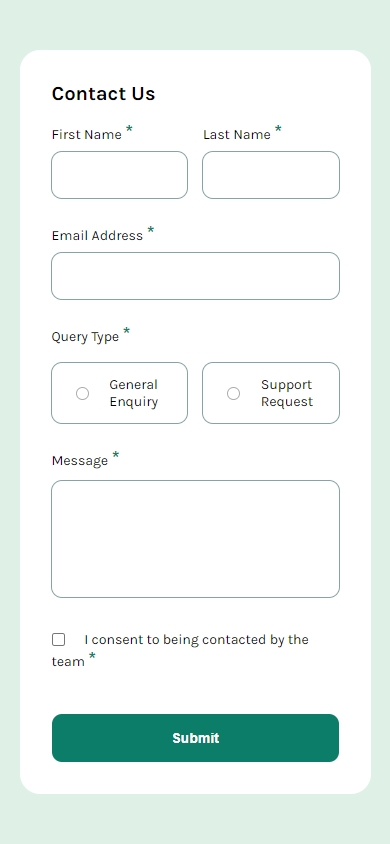 Contact Us
First Name *
Last Name *
Email Address *
Query Type *
General
Enquiry
Support
Request
Message *
I consent to being contacted by the
team *
Submit